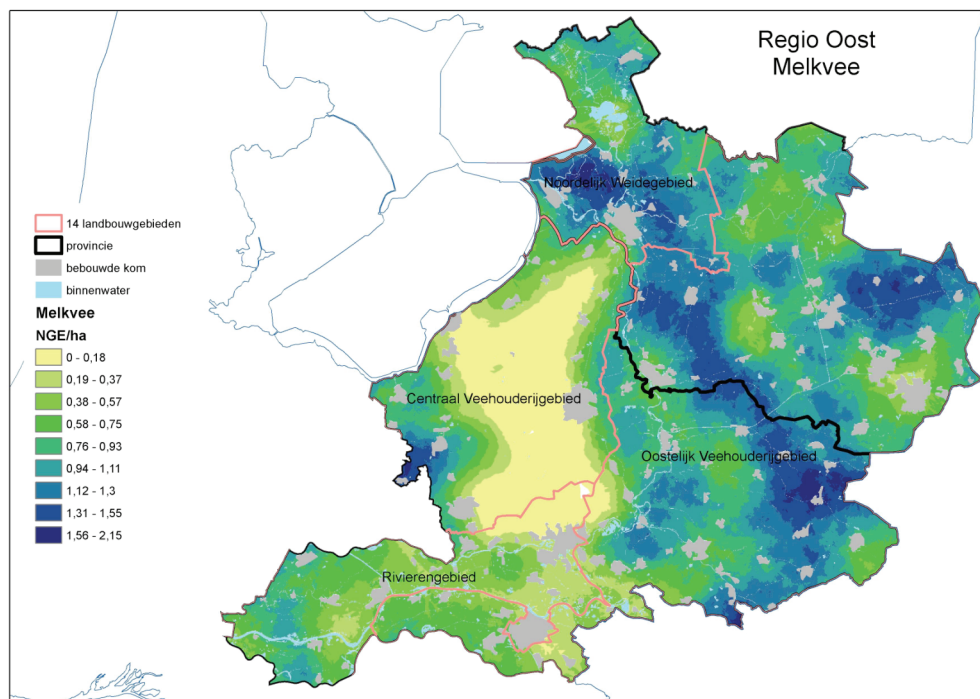 Regio Oost
Melkvee
Noordelijk Weidegebied
14 landbouwgebieden
provincie
bebouwde kom
binnenwater
Melkvee
NGE/ha
0 - 0,18
0,19 - 0,37
0,38 - 0,57
0,58 - 0,75
0,76 - 0,93
0,94 - 1,11
1,12 - 1,3
1,31 - 1,55
1,56 - 2,15
Centraal Veehouderijgebied
Oostelijk Veehouderijgebied
Rivierengebied